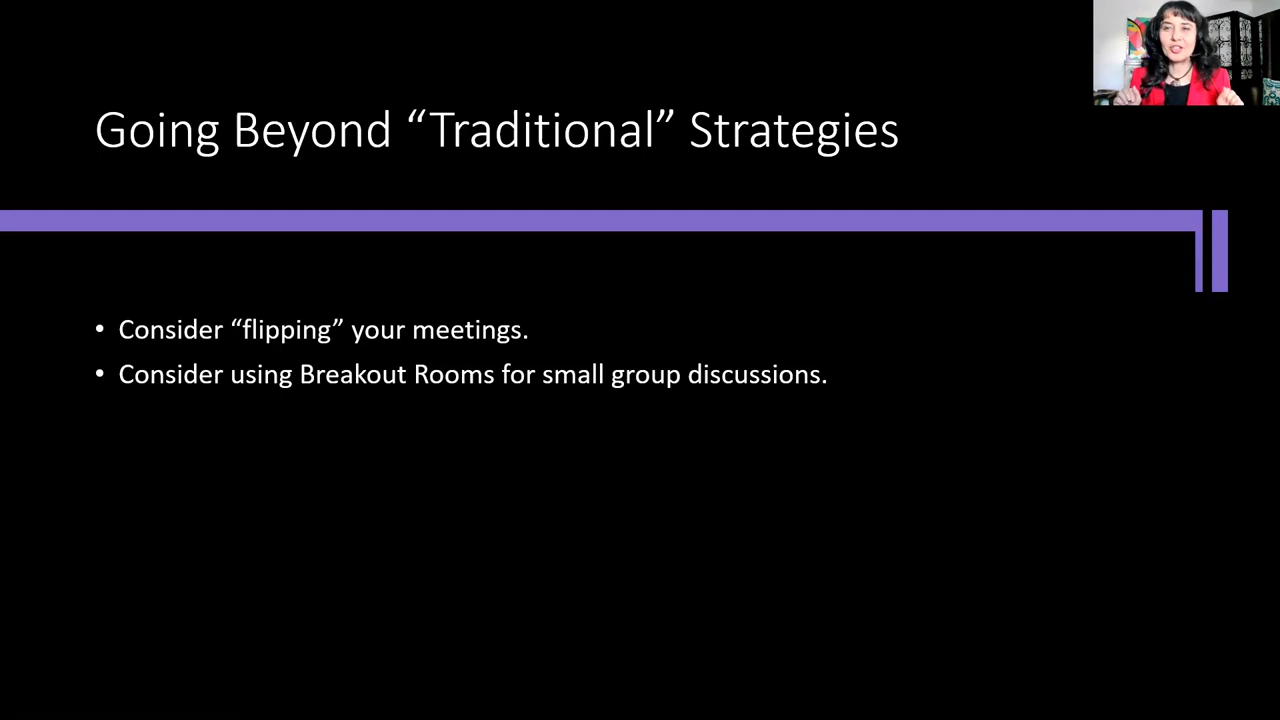 Going Beyond “Traditional” Strategies
• Consider “flipping” your meetings.
• Consider using Breakout Rooms for small group discussions.